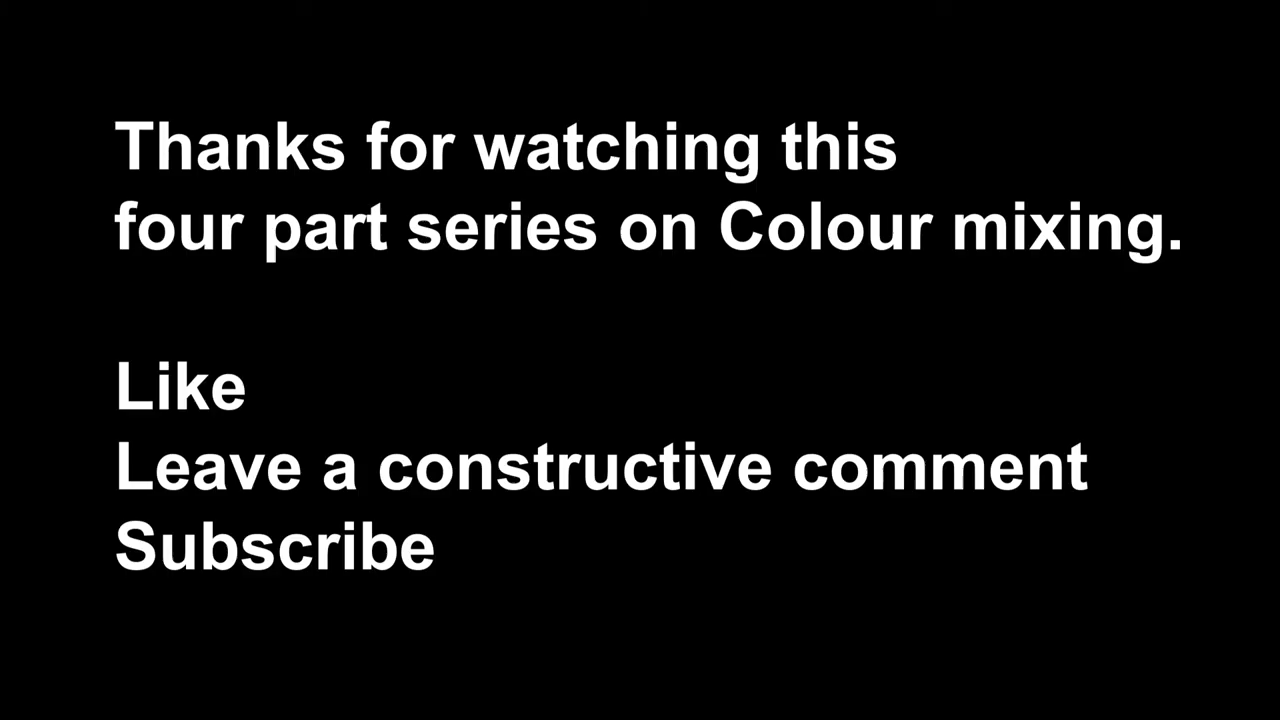 Thanks for watching this
four part series on Colour mixing.
Like
Leave a constructive comment
Subscribe